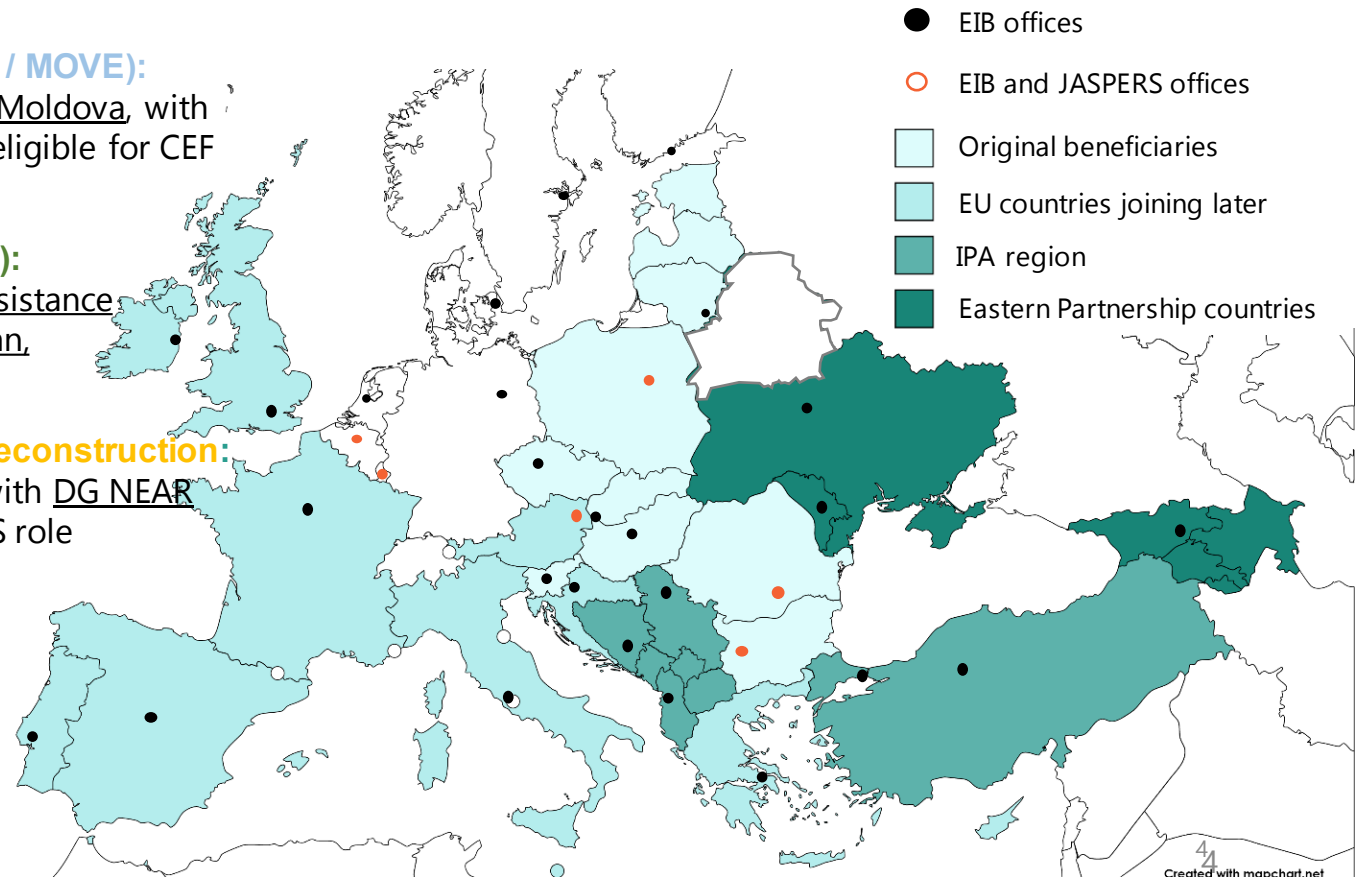 / MOVE):
Moldova, with
eligible for CEF
):
sistance
an,
econstruction:
with DG NEAR
S role
EIB offices
EIB and JASPERS offices
Original beneficiaries
EU countries joining later
IPA region
Eastern Partnership countries
4
4
Created with mapchart.net